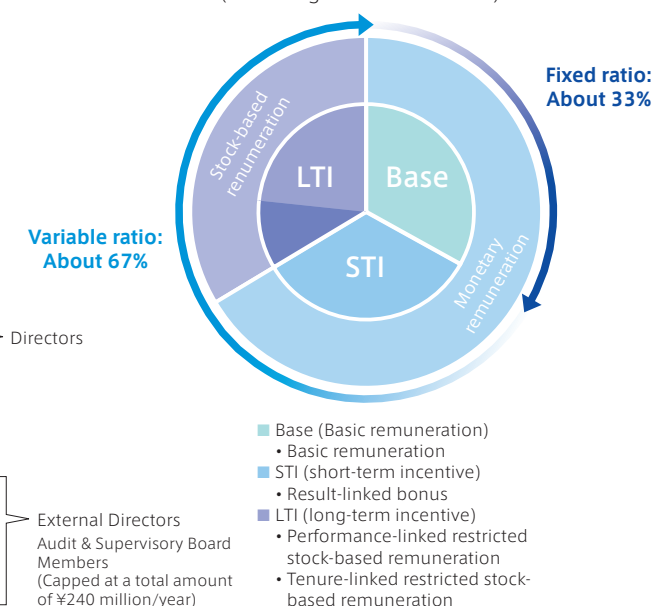 Fixed ratio:
About 33%
Stock-based
renumeration
LTI
Base
Variable ratio:
About 67%
STI
Monetary
remuneration
Directors
■ Base (Basic remuneration)
• Basic remuneration
■ STI (short-term incentive)
• Result-linked bonus
■ LTI (long-term incentive)
• Performance-linked restricted
stock-based remuneration
• Tenure-linked restricted stock-
based remuneration
External Directors
Audit & Supervisory Board
Members
(Capped at a total amount
of ¥240 million/year)